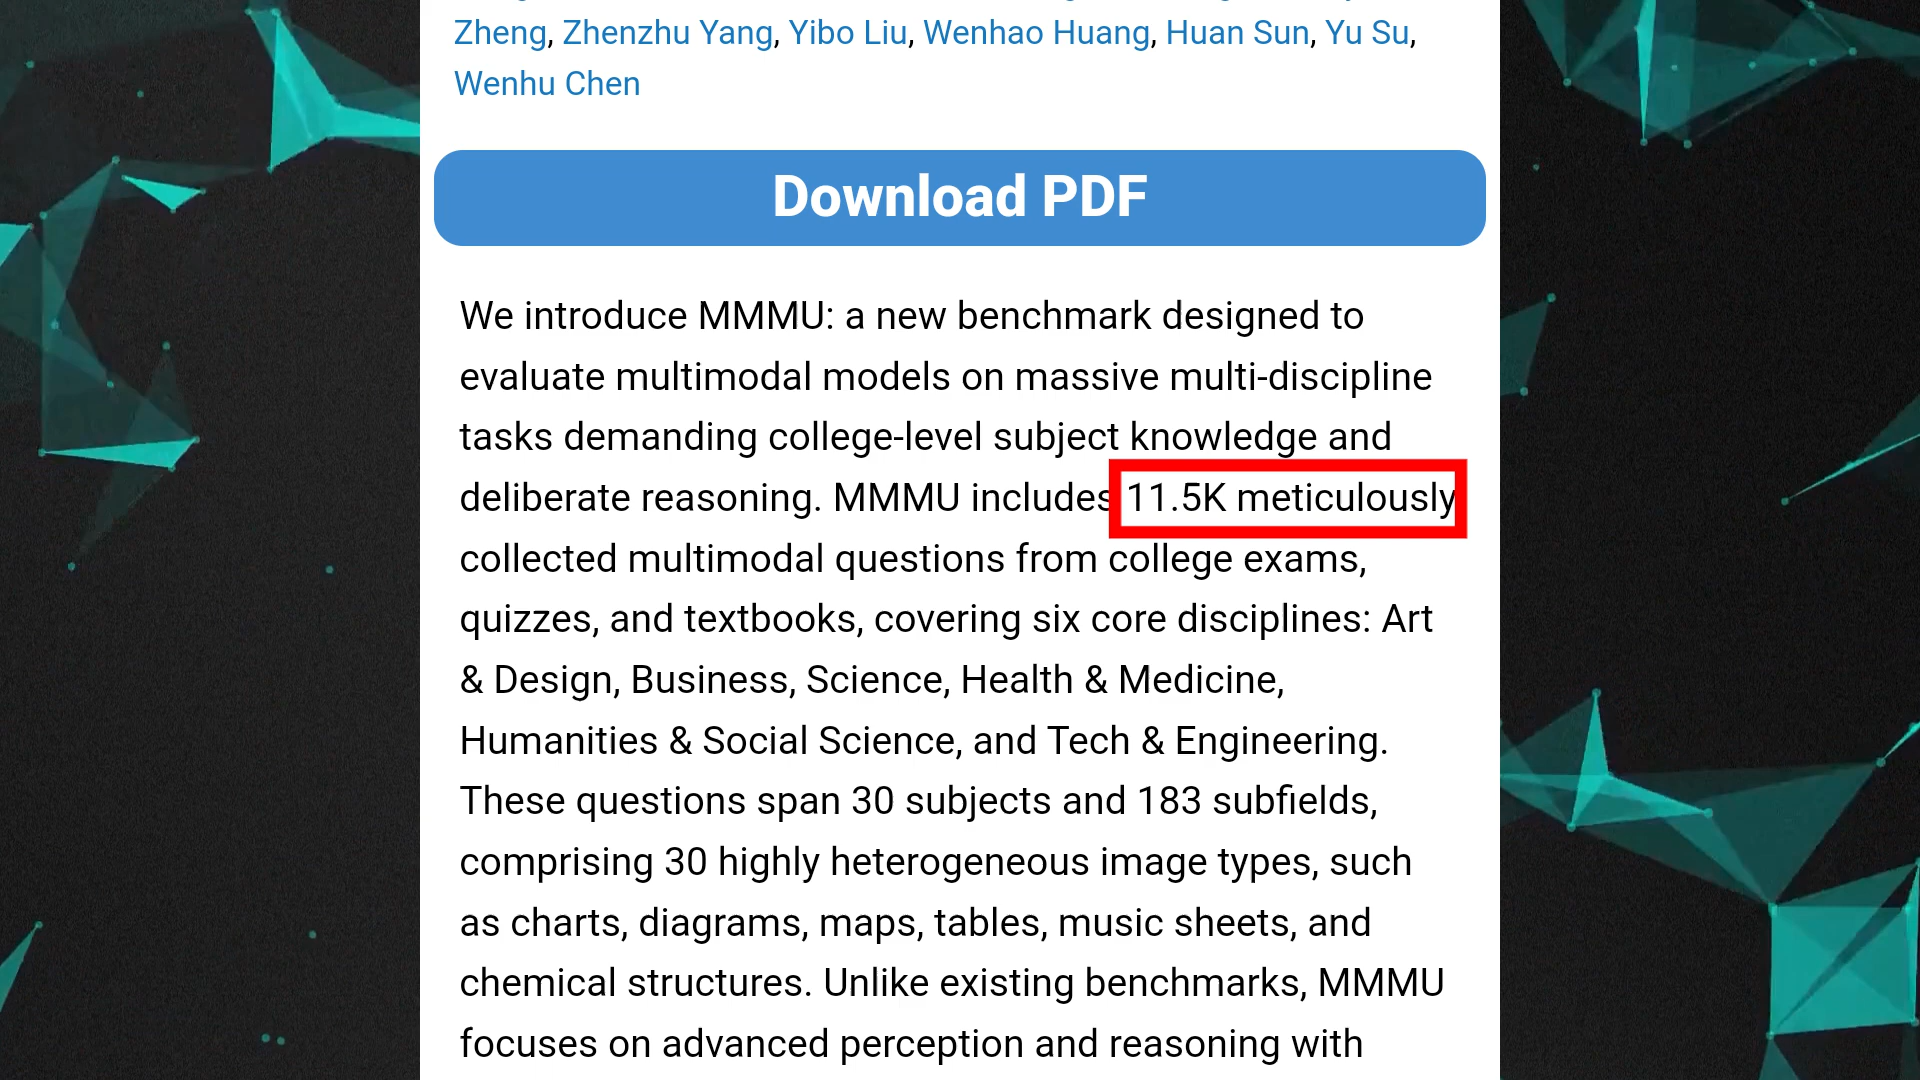 Zheng, Zhenzhu Yang, Yibo Liu, Wenhao Huang, Huan Sun, Yu Su,
Wenhu Chen
Download PDF
We introduce MMMU: a new benchmark designed to
evaluate multimodal models on massive multi-discipline
tasks demanding college-level subject knowledge and
deliberate reasoning. MMMU includes 11.5K meticulously
collected multimodal questions from college exams,
quizzes, and textbooks, covering six core disciplines: Art
& Design, Business, Science, Health & Medicine,
Humanities & Social Science, and Tech & Engineering.
These questions span 30 subjects and 183 subfields,
comprising 30 highly heterogeneous image types, such
as charts, diagrams, maps, tables, music sheets, and
chemical structures. Unlike existing benchmarks, MMMU
focuses on advanced perception and reasoning with